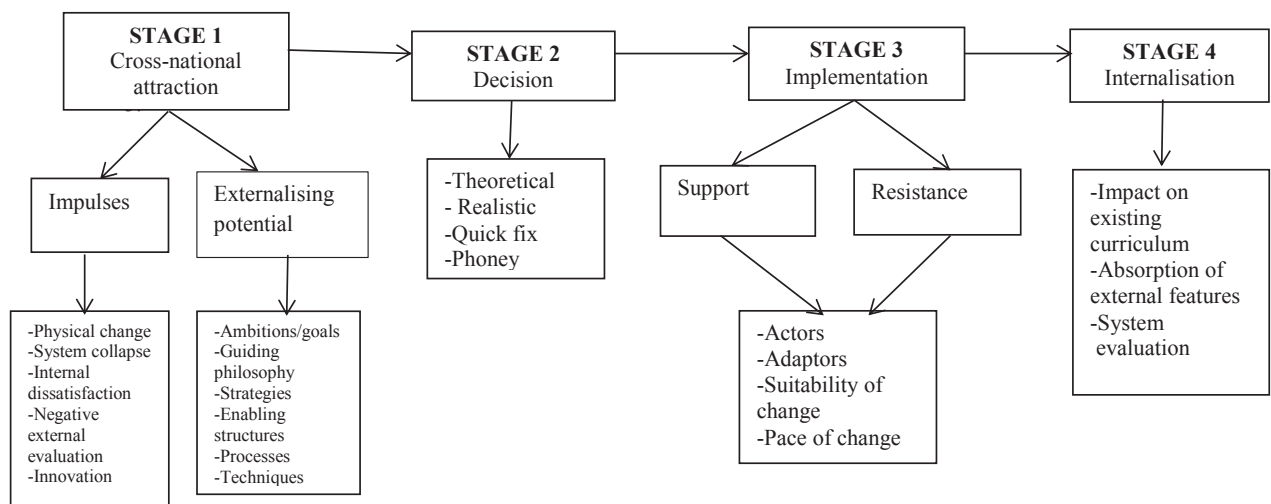 STAGE 1
Cross-national
attraction
STAGE 2
Decision
STAGE 3
Implementation
STAGE 4
Internalisation
Impulses
Externalising
potential
-Theoretical
- Realistic
-Quick fix
-Phoney
Support
Resistance
-Impact on
existing
curriculum
-Absorption of
external features
-System
evaluation
-Physical change
-System collapse
-Internal
dissatisfaction
-Negative
external
evaluation
-Innovation
-Ambitions/goals
-Guiding
philosophy
-Strategies
-Enabling
structures
-Processes
-Techniques
-Actors
-Adaptors
-Suitability of
change
-Pace of change